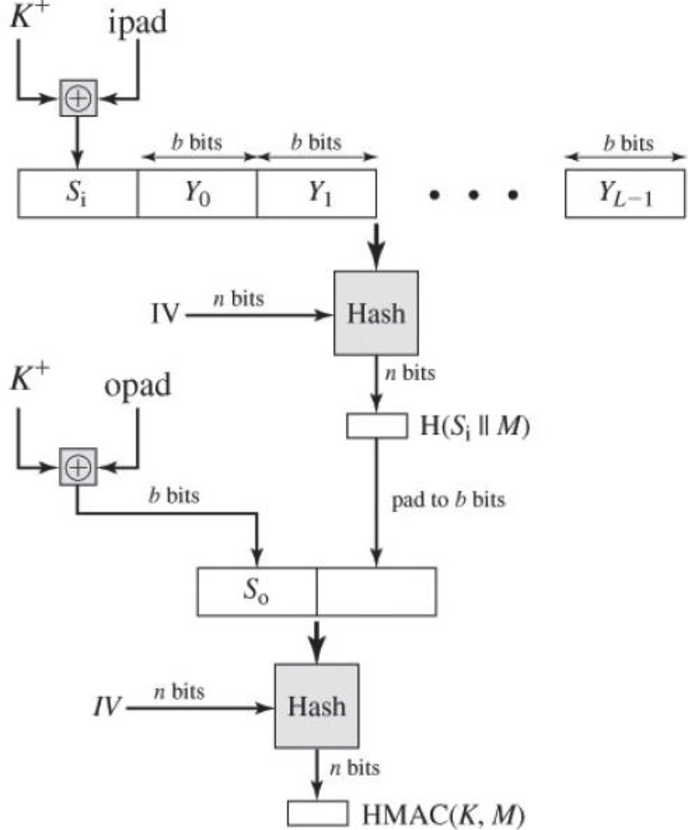 K⁺ ipad
⊕
b bits b bits b bits
Sᵢ Y₀ Y₁ • • • Y_{L−1}
IV n bits Hash
n bits
K⁺ opad
H(Sᵢ || M)
⊕
b bits
pad to b bits
Sₒ
IV n bits Hash
n bits
HMAC(K, M)